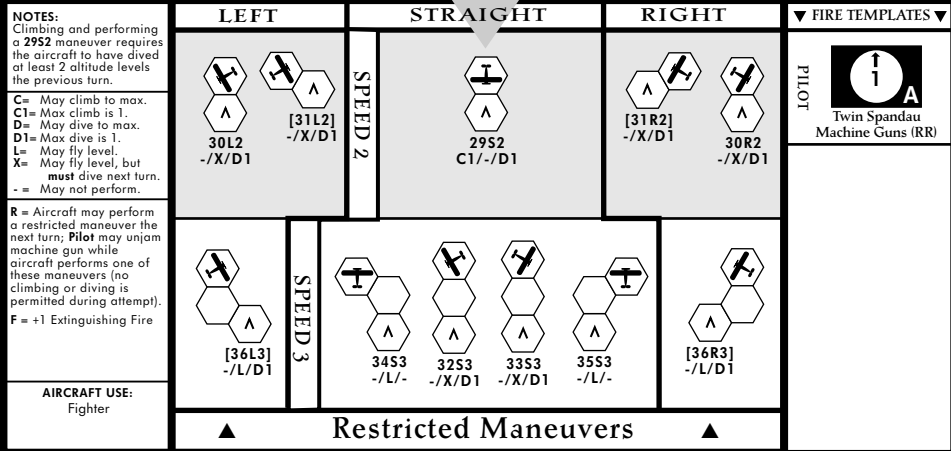 NOTES:
Climbing and performing
a 29S2 maneuver requires
the aircraft to have dived
at least 2 altitude levels
the previous turn.
C= May climb to max.
C1= Max climb is 1.
D= May dive to max.
D1= Max dive is 1.
L= May fly level.
X= May fly level, but
must dive next turn.
- = May not perform.
R = Aircraft may perform
a restricted maneuver the
next turn; Pilot may unjam
machine gun while
aircraft performs one of
these maneuvers (no
climbing or diving is
permitted during attempt).
F = +1 Extinguishing Fire
AIRCRAFT USE:
Fighter
LEFT
STRAIGHT
RIGHT
SPEED 2
30L2
-/X/D1
[31L2]
-/X/D1
29S2
C1/-/D1
[31R2]
-/X/D1
30R2
-/X/D1
SPEED 3
[36L3]
-/L/D1
34S3
-/L/-
32S3
-/X/D1
33S3
-/X/D1
35S3
-/L/-
[36R3]
-/L/D1
▲ Restricted Maneuvers ▲
▼ FIRE TEMPLATES ▼
PILOT
1
A
Twin Spandau
Machine Guns (RR)